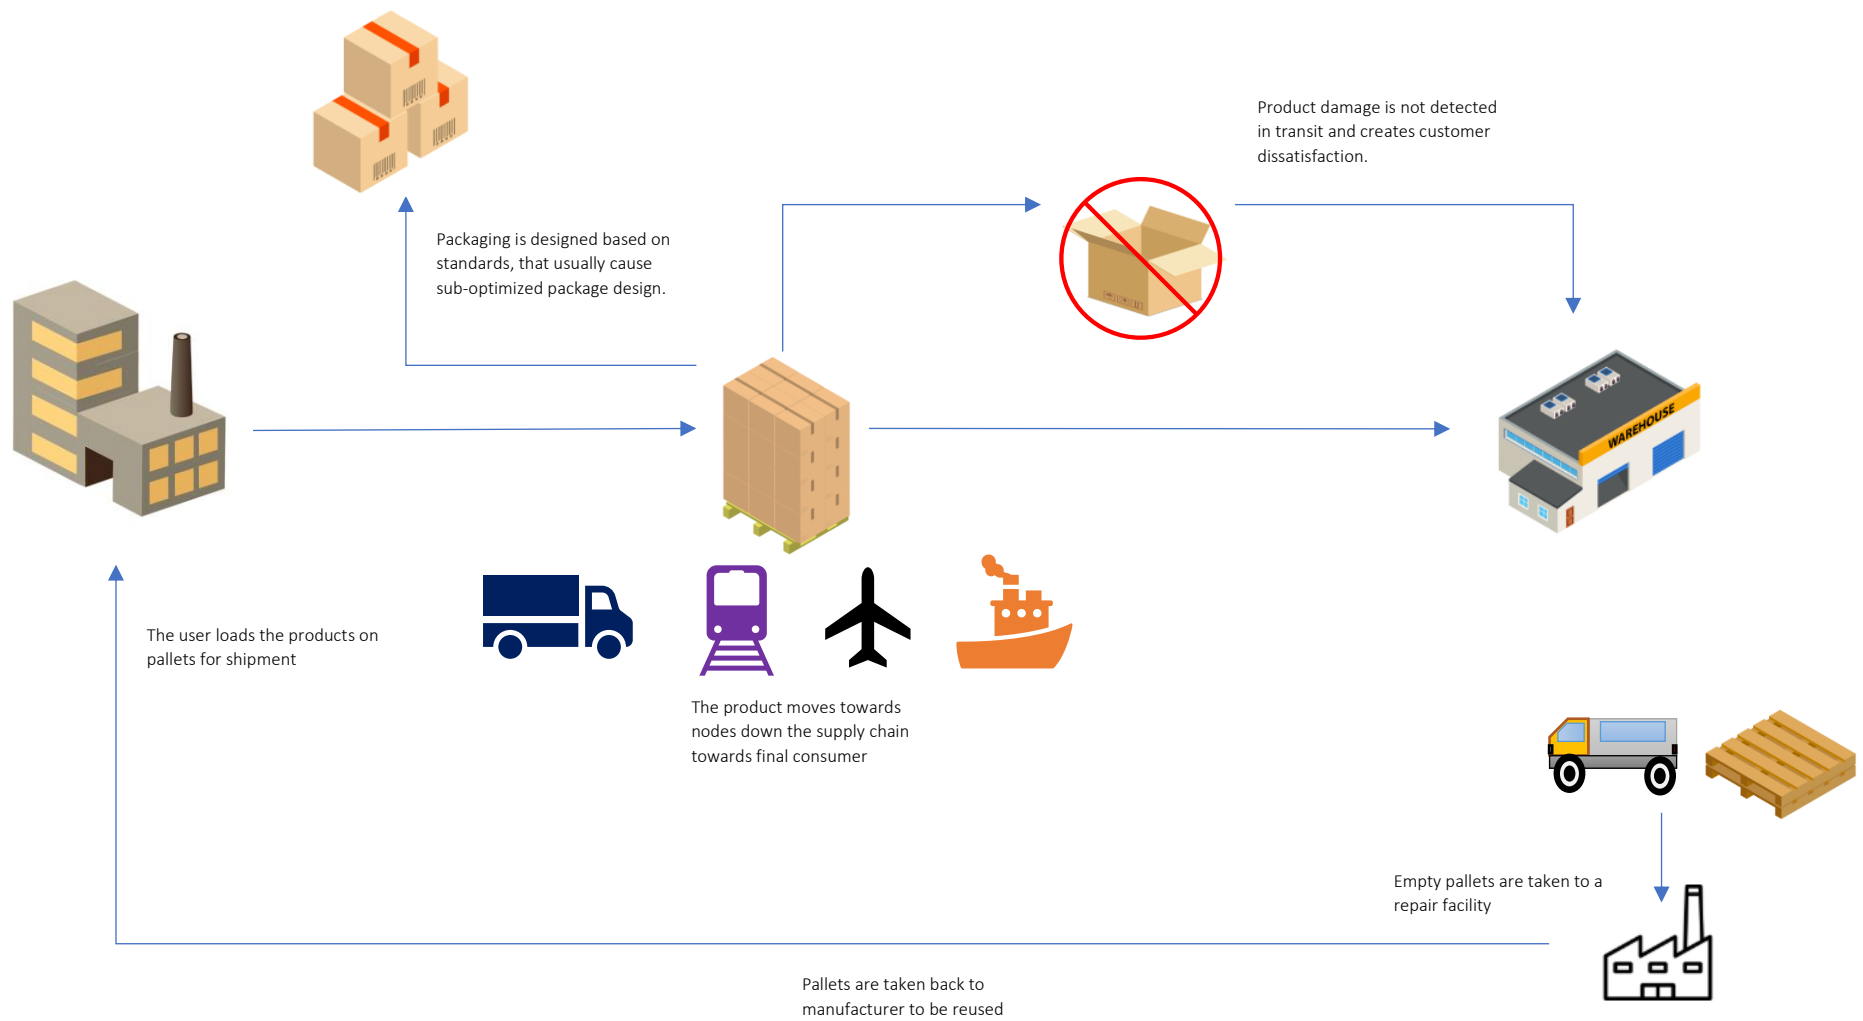 Product damage is not detected
in transit and creates customer
dissatisfaction.
Packaging is designed based on
standards, that usually cause
sub-optimized package design.
WAREHOUSE
The user loads the products on
pallets for shipment
The product moves towards
nodes down the supply chain
towards final consumer
Empty pallets are taken to a
repair facility
Pallets are taken back to
manufacturer to be reused